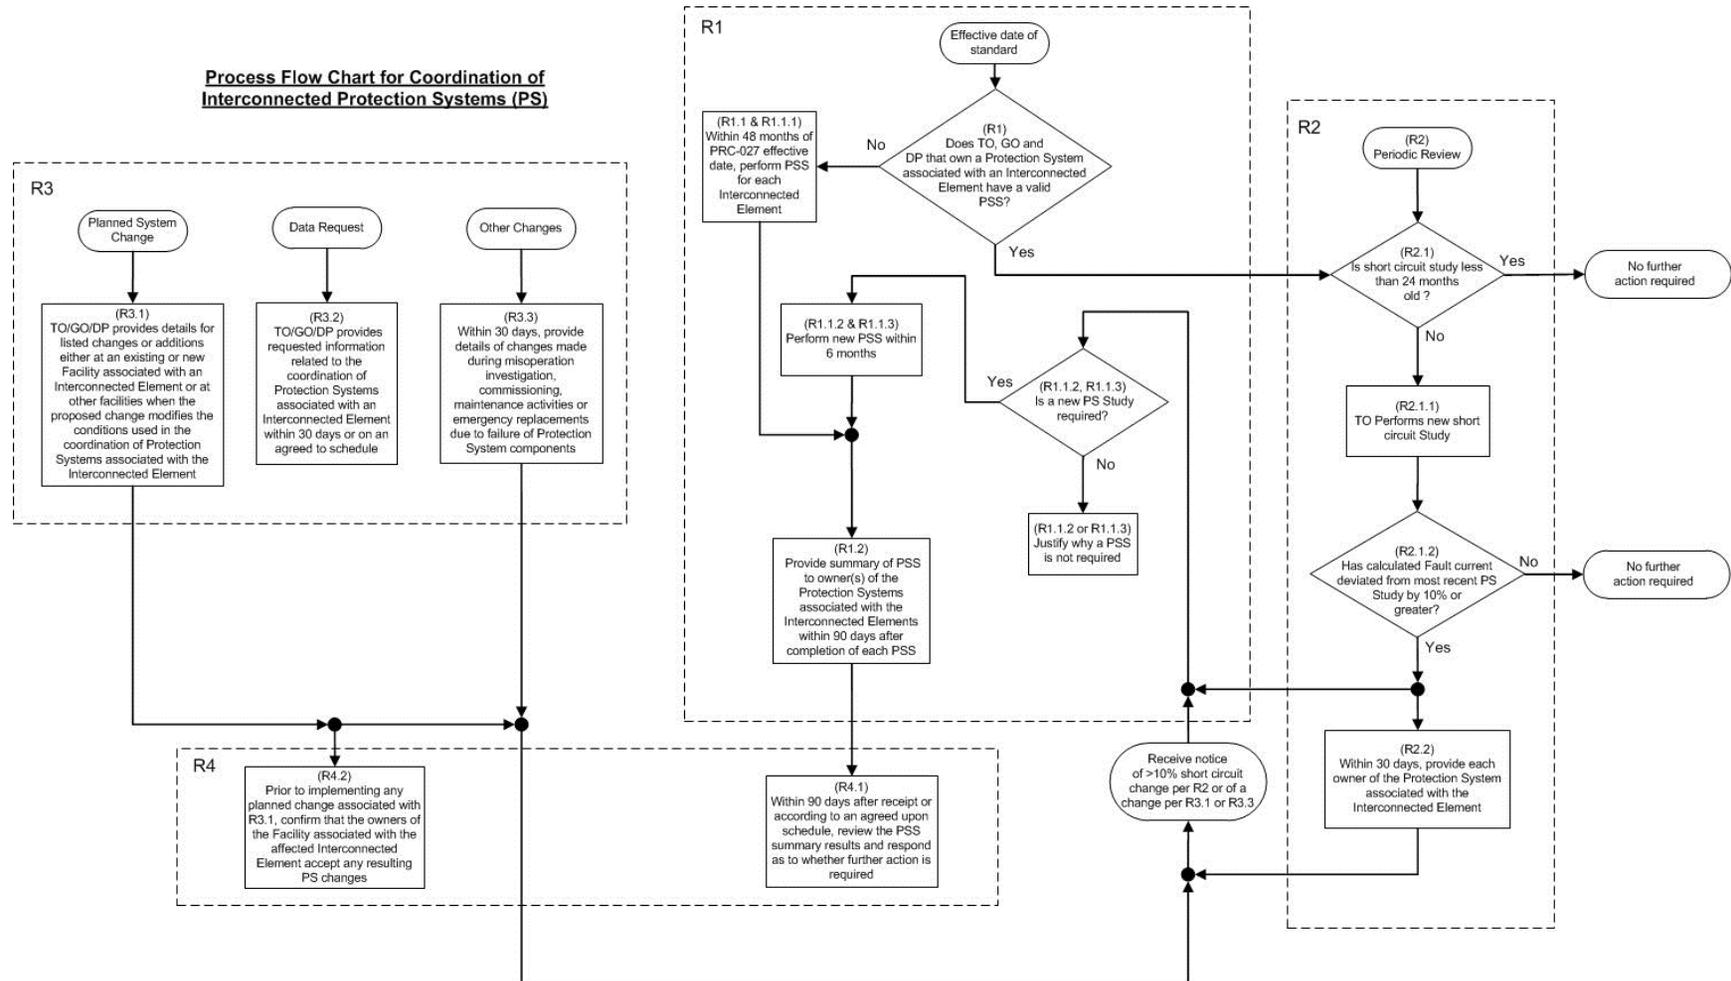 Process Flow Chart for Coordination of
Interconnected Protection Systems (PS)
R3
Planned System
Change
Data Request
Other Changes
(R3.1)
TO/GO/DP provides details for
listed changes or additions
either at an existing or new
Facility associated with an
Interconnected Element or at
other facilities when the
proposed change modifies the
conditions used in the
coordination of Protection
Systems associated with the
Interconnected Element
(R3.2)
TO/GO/DP provides
requested information
related to the
coordination of
Protection Systems
associated with an
Interconnected Element
within 30 days or on an
agreed to schedule
(R3.3)
Within 30 days, provide
details of changes made
during misoperation
investigation,
commissioning,
maintenance activities or
emergency replacements
due to failure of Protection
System components
R1
Effective date of
standard
(R1)
Does TO, GO and
DP that own a Protection System
associated with an Interconnected
Element have a valid
PSS?
No
Yes
(R1.1 & R1.1.1)
Within 48 months of
PRC-027 effective
date, perform PSS
for each
Interconnected
Element
(R1.1.2 & R1.1.3)
Perform new PSS within
6 months
Yes
(R1.1.2, R1.1.3)
Is a new PS Study
required?
No
(R1.1.2 or R1.1.3)
Justify why a PSS
is not required
(R1.2)
Provide summary of PSS
to owner(s) of the
Protection Systems
associated with the
Interconnected Elements
within 90 days after
completion of each PSS
R2
(R2)
Periodic Review
(R2.1)
Is short circuit study less
than 24 months
old ?
Yes
No further
action required
No
(R2.1.1)
TO Performs new short
circuit Study
(R2.1.2)
Has calculated Fault current
deviated from most recent PS
Study by 10% or
greater?
No
No further
action required
Yes
(R2.2)
Within 30 days, provide each
owner of the Protection System
associated with the
Interconnected Element
Receive notice
of >10% short circuit
change per R2 or of a
change per R3.1 or R3.3
R4
(R4.2)
Prior to implementing any
planned change associated with
R3.1, confirm that the owners of
the Facility associated with the
affected Interconnected
Element accept any resulting
PS changes
(R4.1)
Within 90 days after receipt or
according to an agreed upon
schedule, review the PSS
summary results and respond
as to whether further action is
required